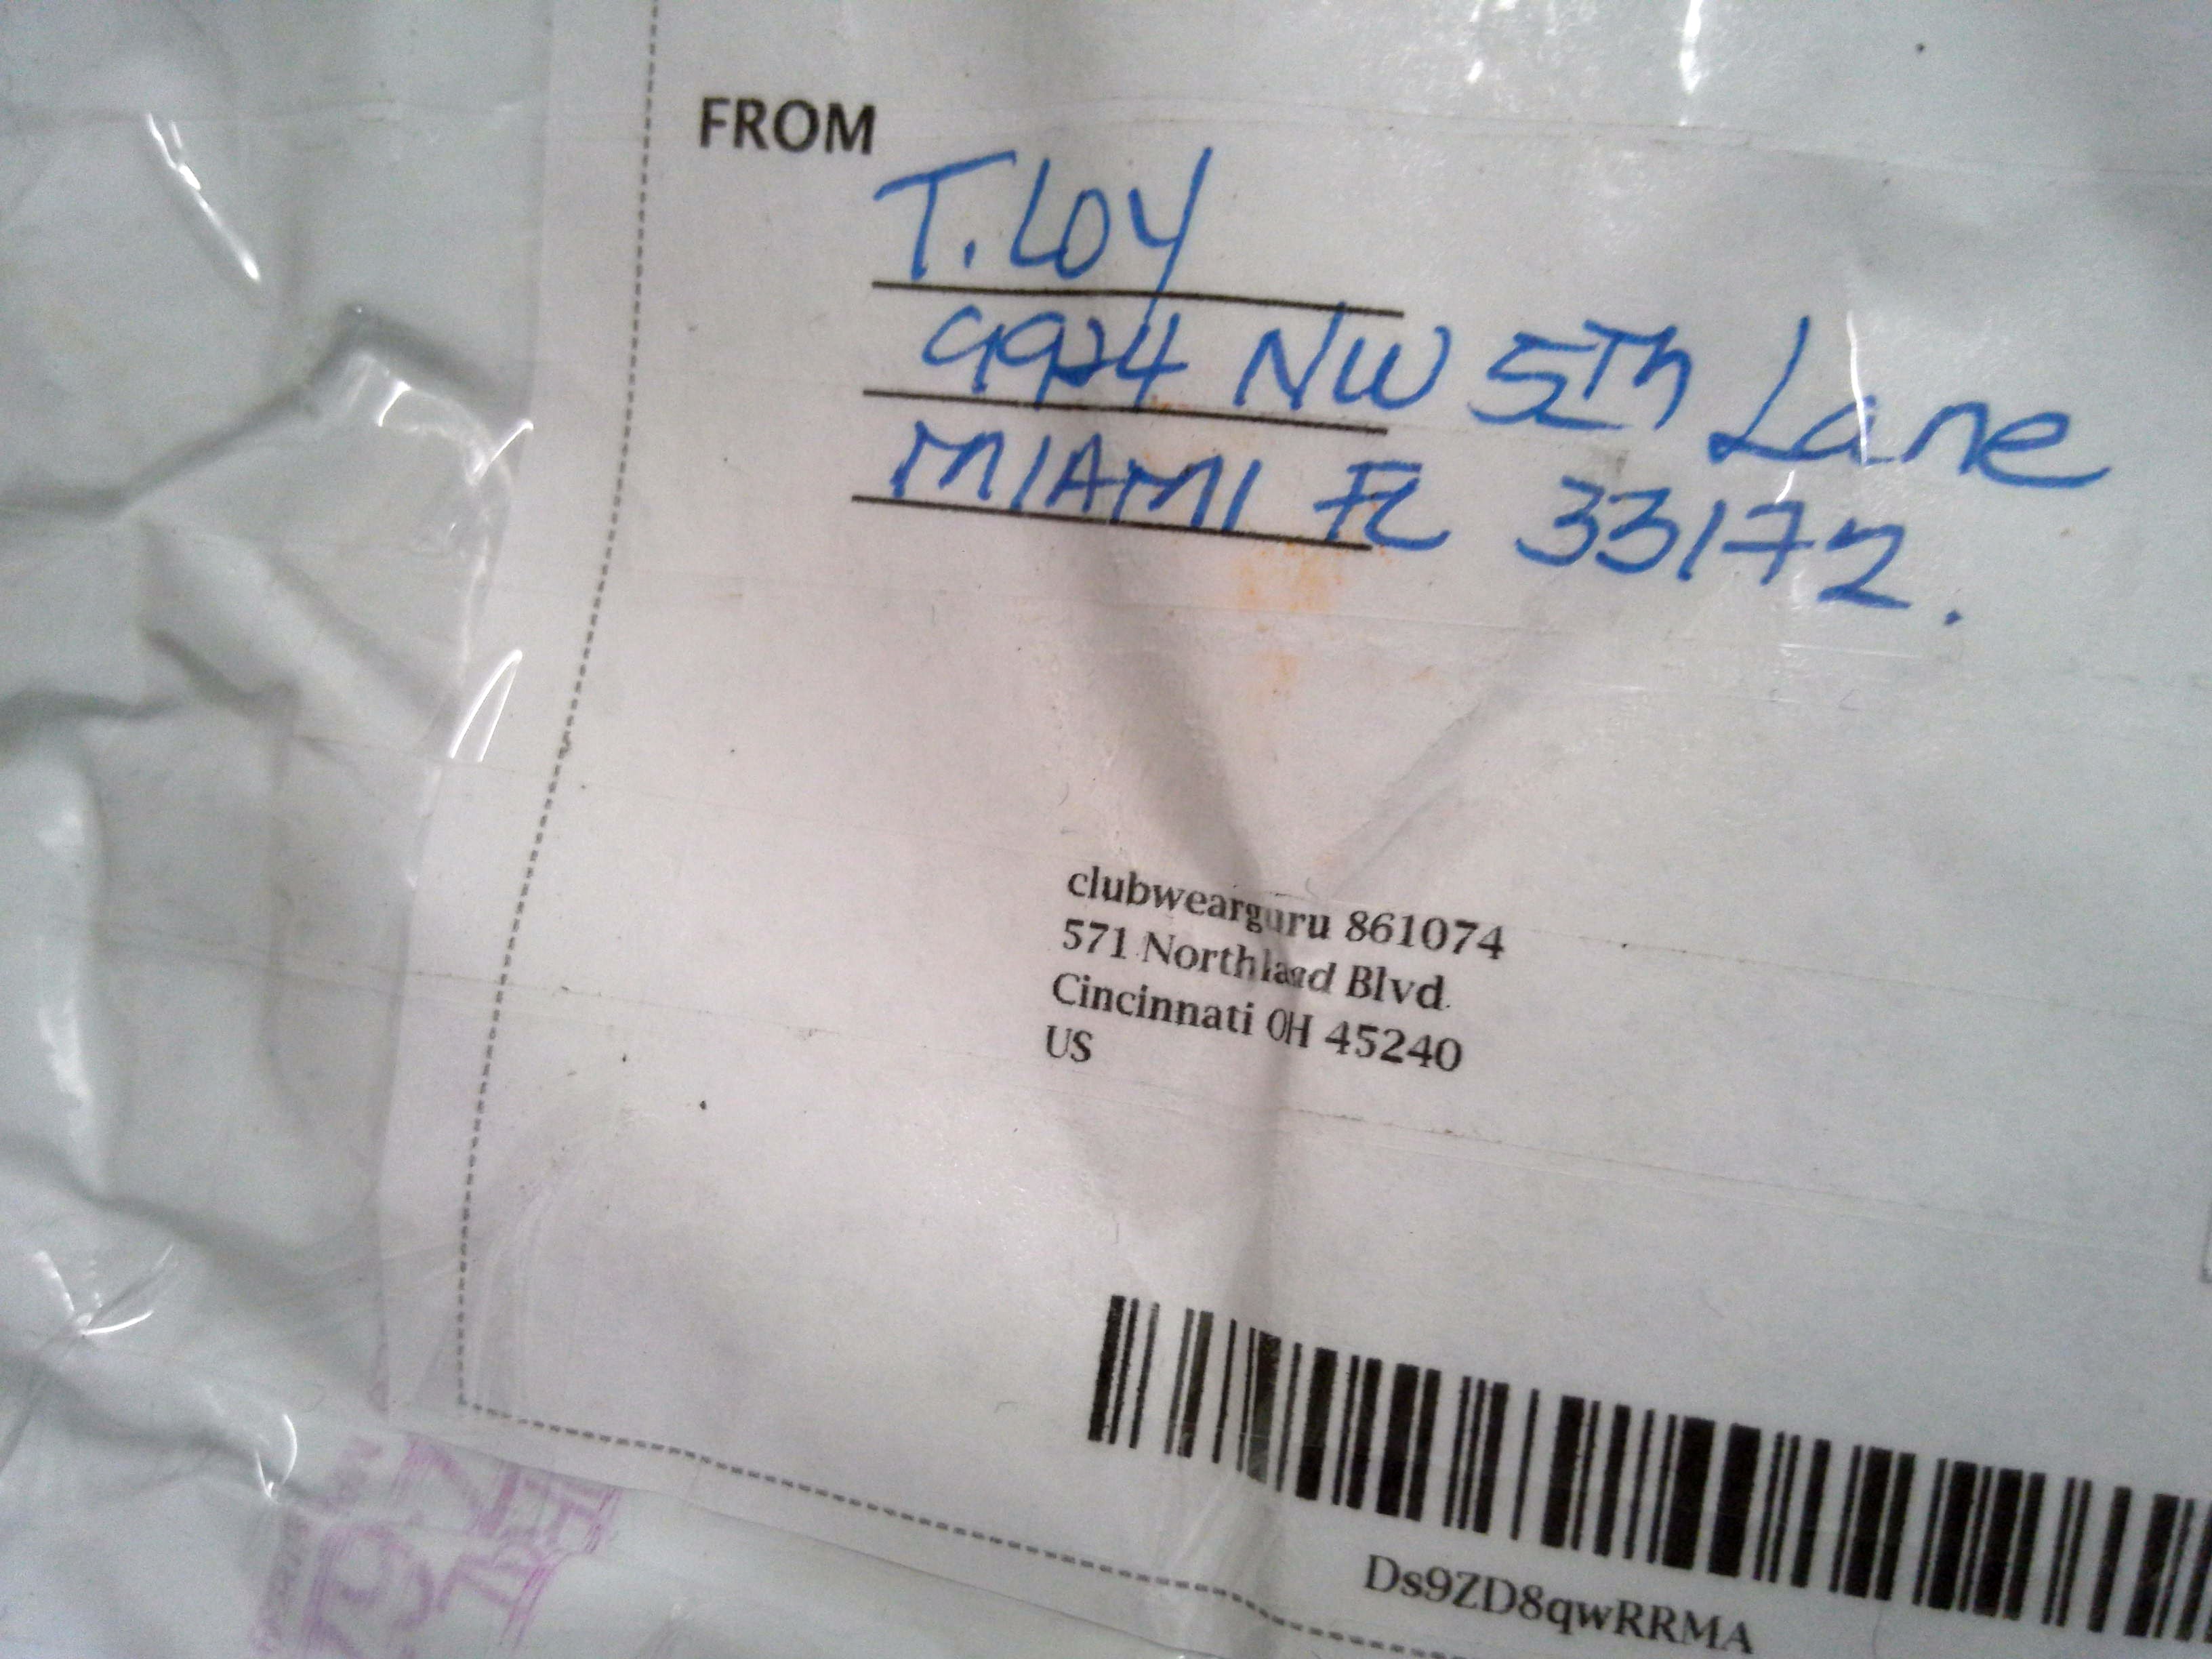 FROM
T. LOY
9924 NW 5TH Lane
MIAMI FL 33172.
clubwearguru 861074
571 Northland Blvd
Cincinnati OH 45240
US
Ds9ZD8qwRRMA